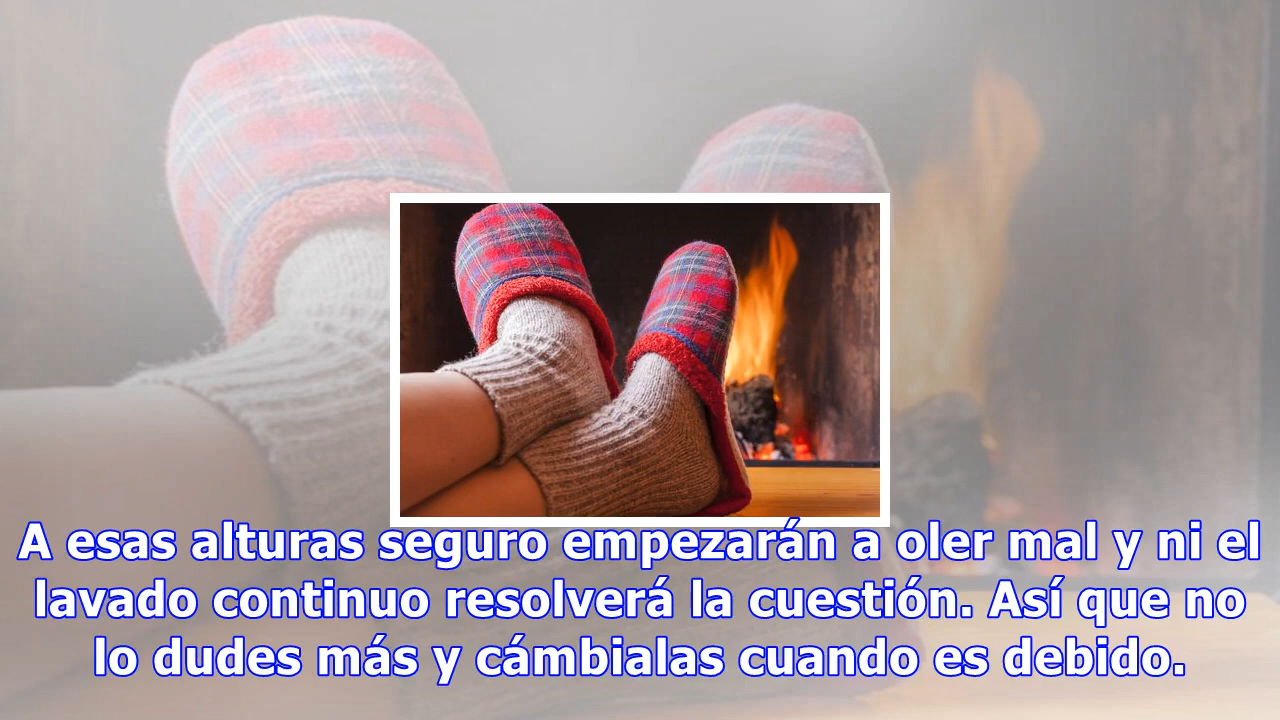 A esas alturas seguro empezarán a oler mal y ni el
lavado continuo resolverá la cuestión. Así que no
lo dudes más y cámbialas cuando es debido.